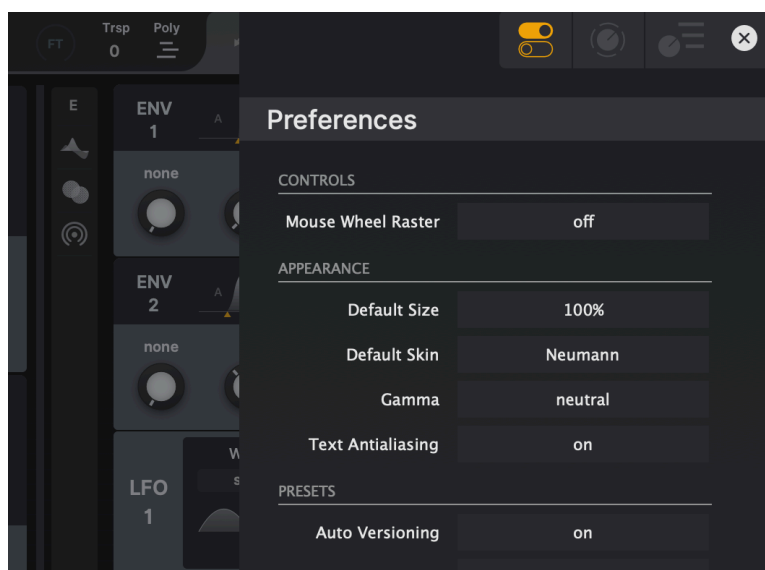 FT
Trsp Poly
0
E
ENV
1
A
none
ENV
2
A
none
LFO
1
Preferences
CONTROLS
Mouse Wheel Raster off
APPEARANCE
Default Size 100%
Default Skin Neumann
Gamma neutral
Text Antialiasing on
PRESETS
Auto Versioning on